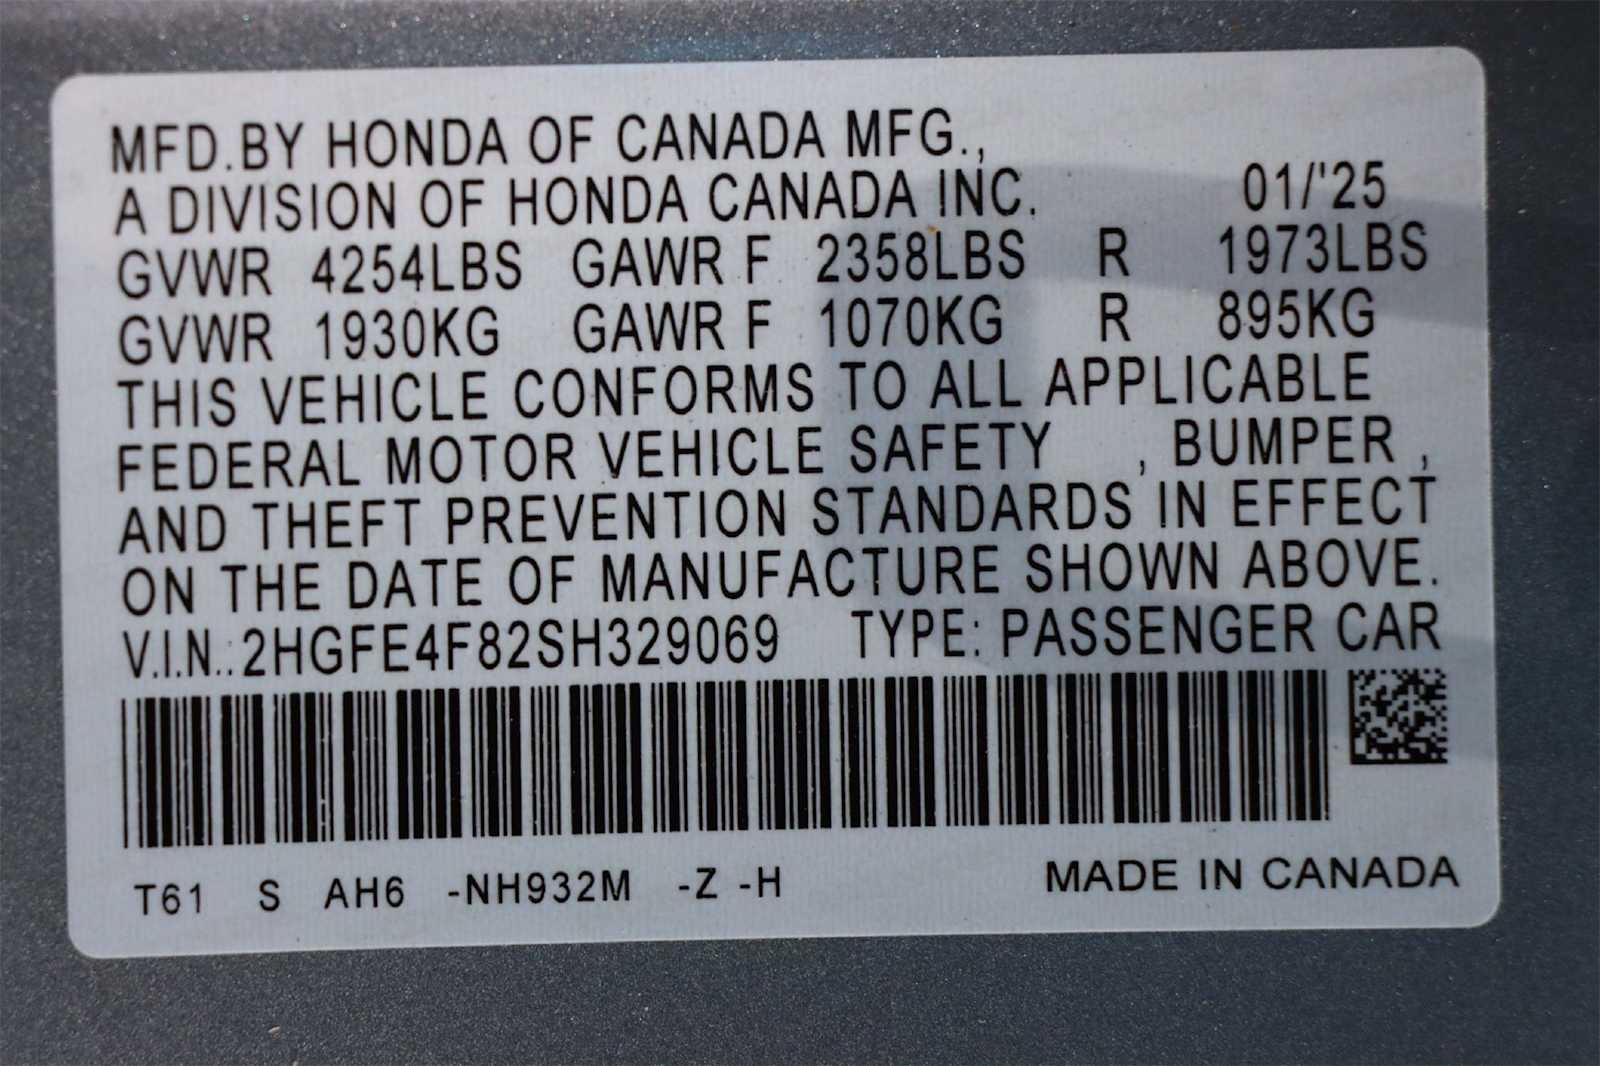 MFD.BY HONDA OF CANADA MFG.,
A DIVISION OF HONDA CANADA INC. 01/'25
GVWR 4254LBS GAWR F 2358LBS R 1973LBS
GVWR 1930KG GAWR F 1070KG R 895KG
THIS VEHICLE CONFORMS TO ALL APPLICABLE
FEDERAL MOTOR VEHICLE SAFETY , BUMPER ,
AND THEFT PREVENTION STANDARDS IN EFFECT
ON THE DATE OF MANUFACTURE SHOWN ABOVE.
V.I.N.:2HGFE4F82SH329069 TYPE: PASSENGER CAR
T61 S AH6 -NH932M -Z -H MADE IN CANADA